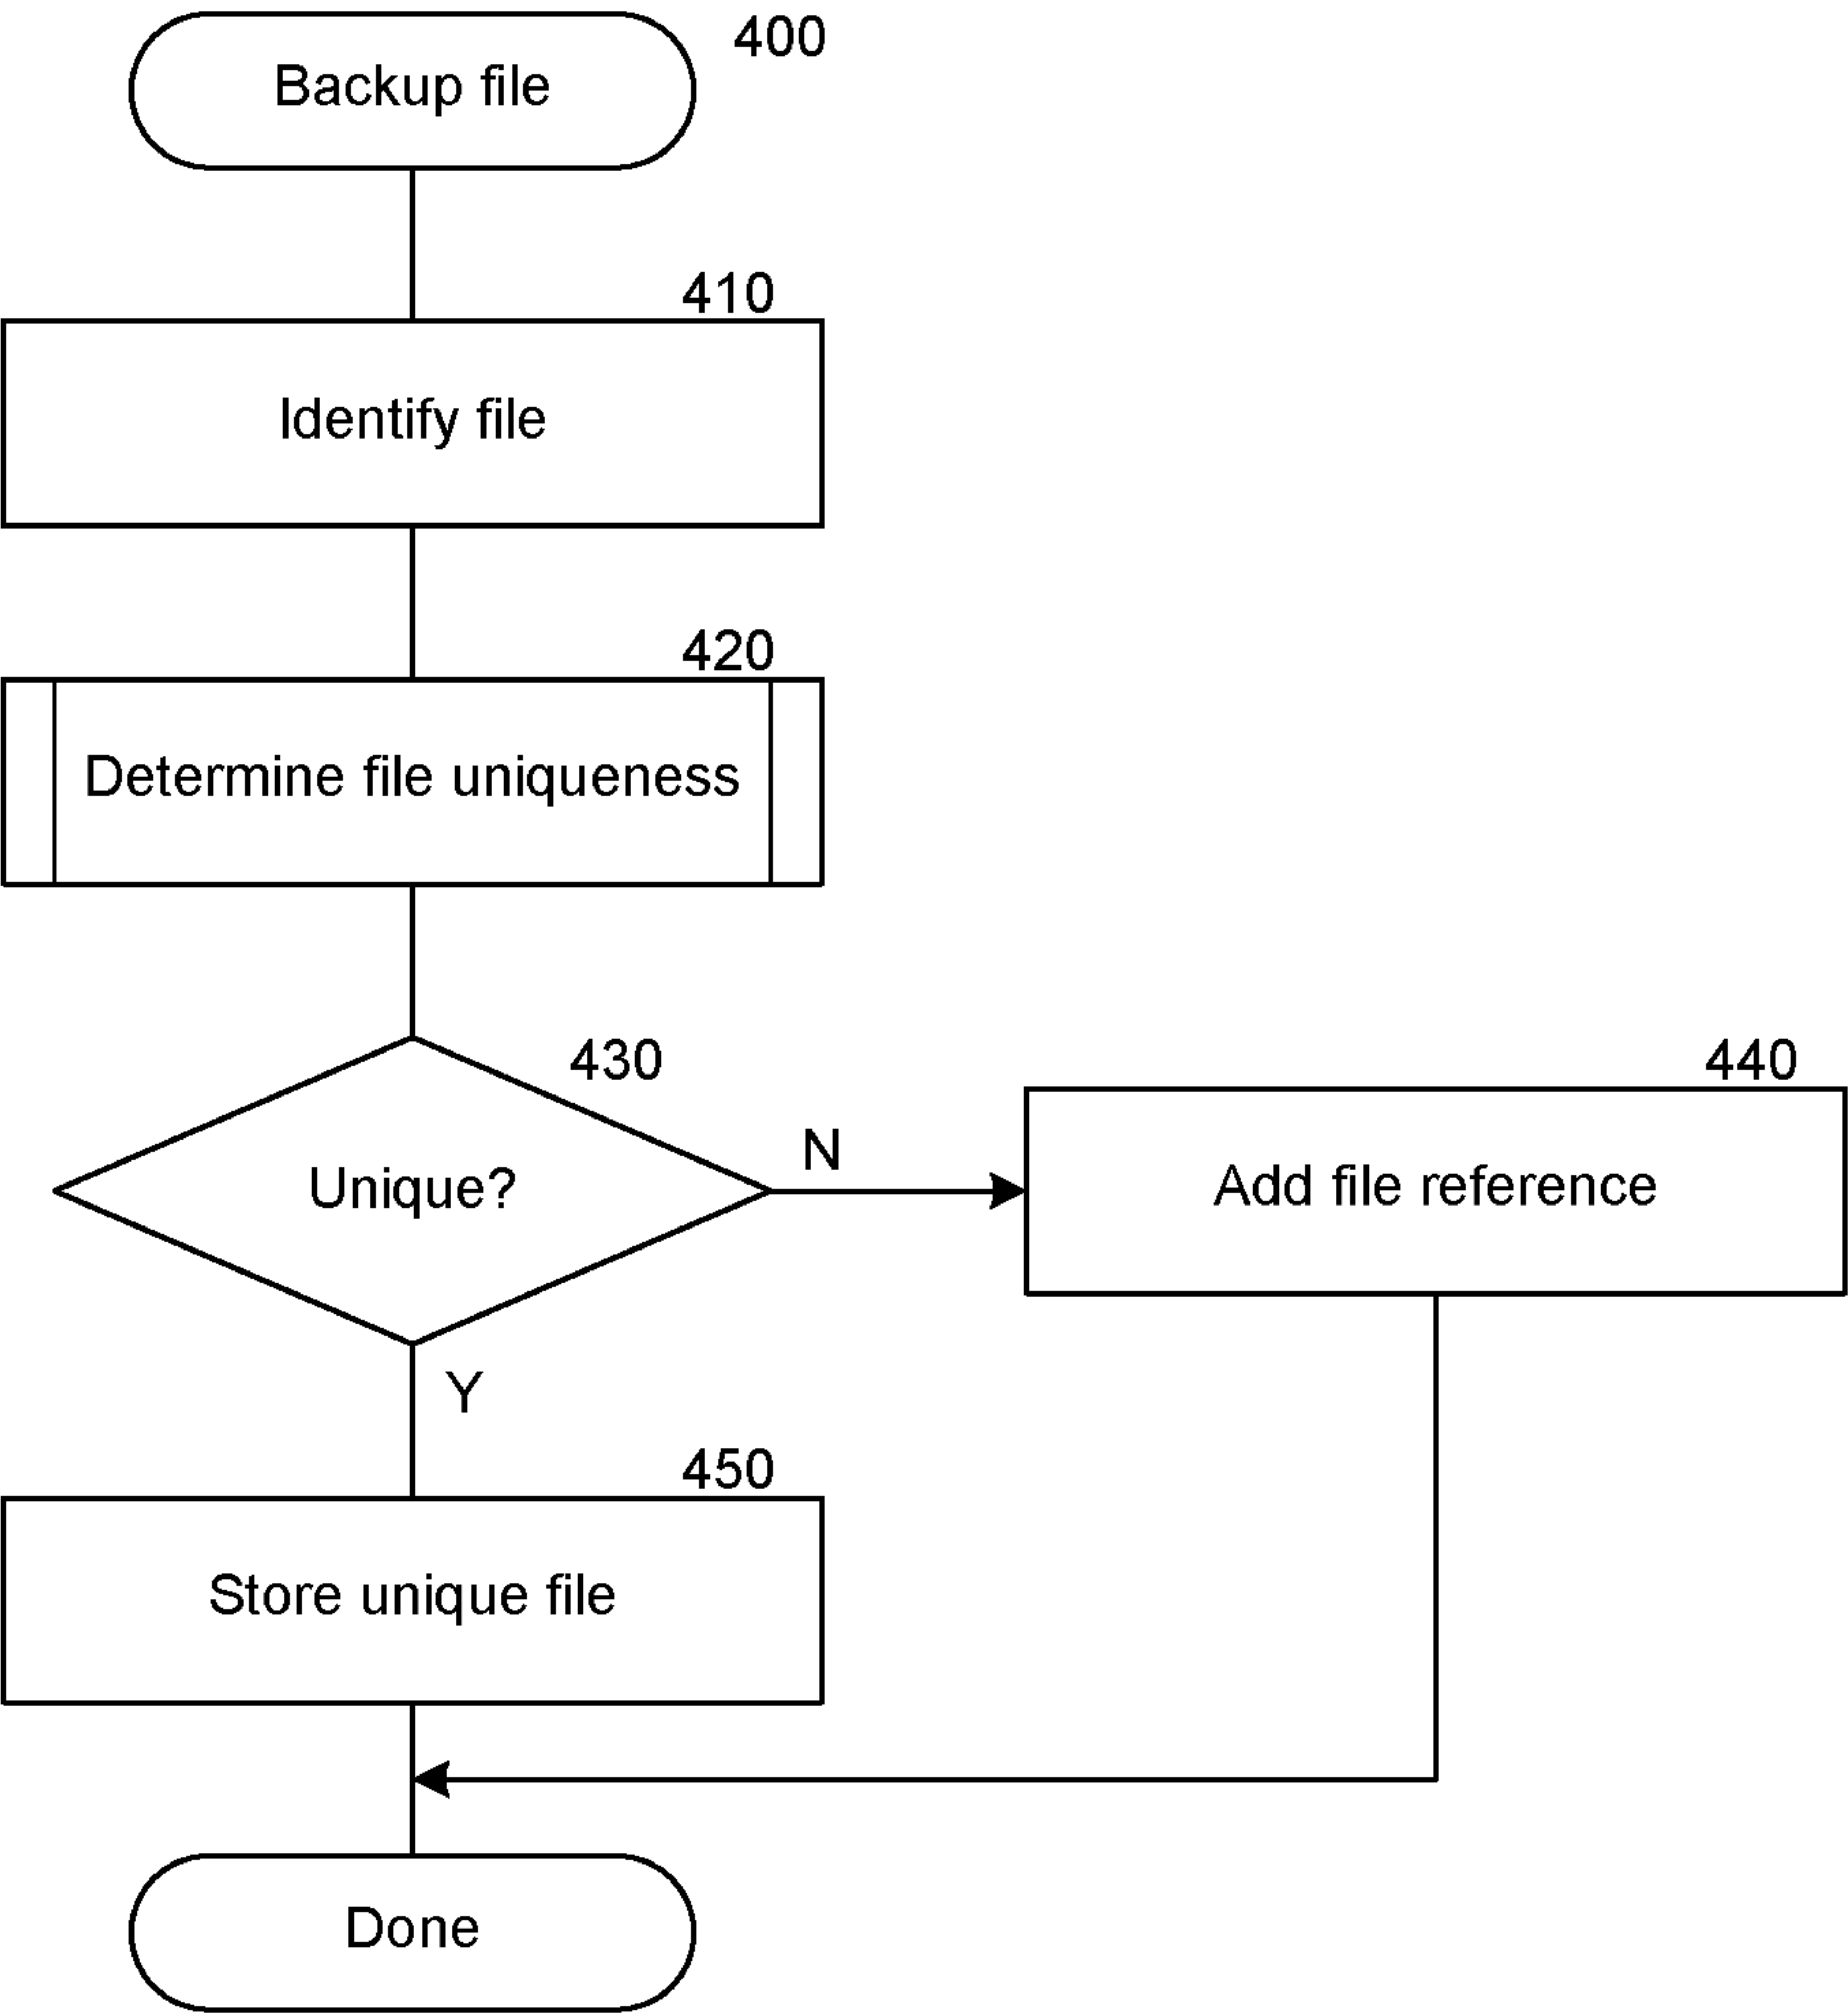 400
Backup file
410
Identify file
420
Determine file uniqueness
430
Unique?
N
440
Add file reference
Y
450
Store unique file
Done